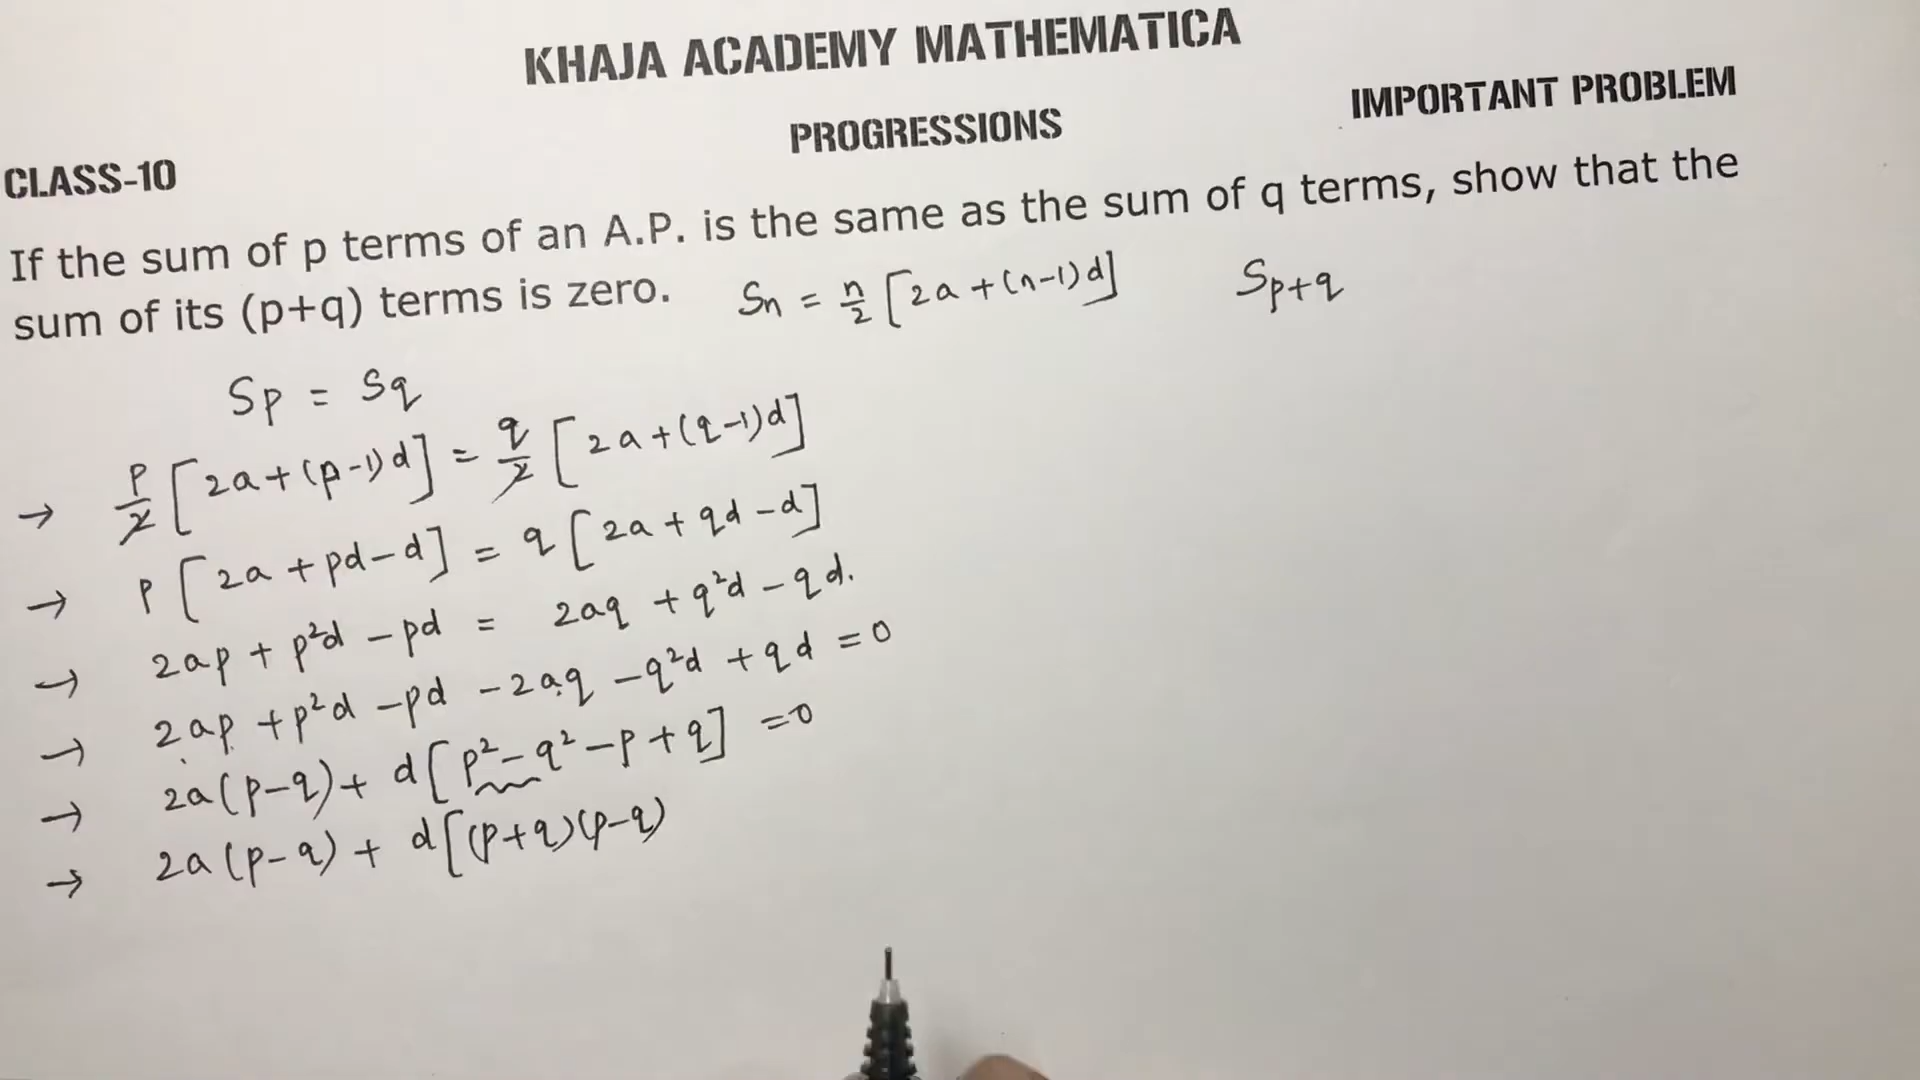 KHAJA ACADEMY MATHEMATICA
IMPORTANT PROBLEM
PROGRESSIONS
CLASS-10
If the sum of p terms of an A.P. is the same as the sum of q terms, show that the
sum of its (p+q) terms is zero. Sn = n/2 [2a+(n-1)d] Sp+q
Sp = Sq
→ p/2 [2a+(p-1)d] = q/2 [2a+(q-1)d]
→ p[2a+pd-d] = q[2a+qd-d]
→ 2ap + p²d - pd = 2aq + q²d - qd.
→ 2ap + p²d - pd - 2aq - q²d + qd = 0
→ 2a(p-q) + d[p²-q²-p+q] = 0
→ 2a(p-q) + d[(p+q)(p-q)